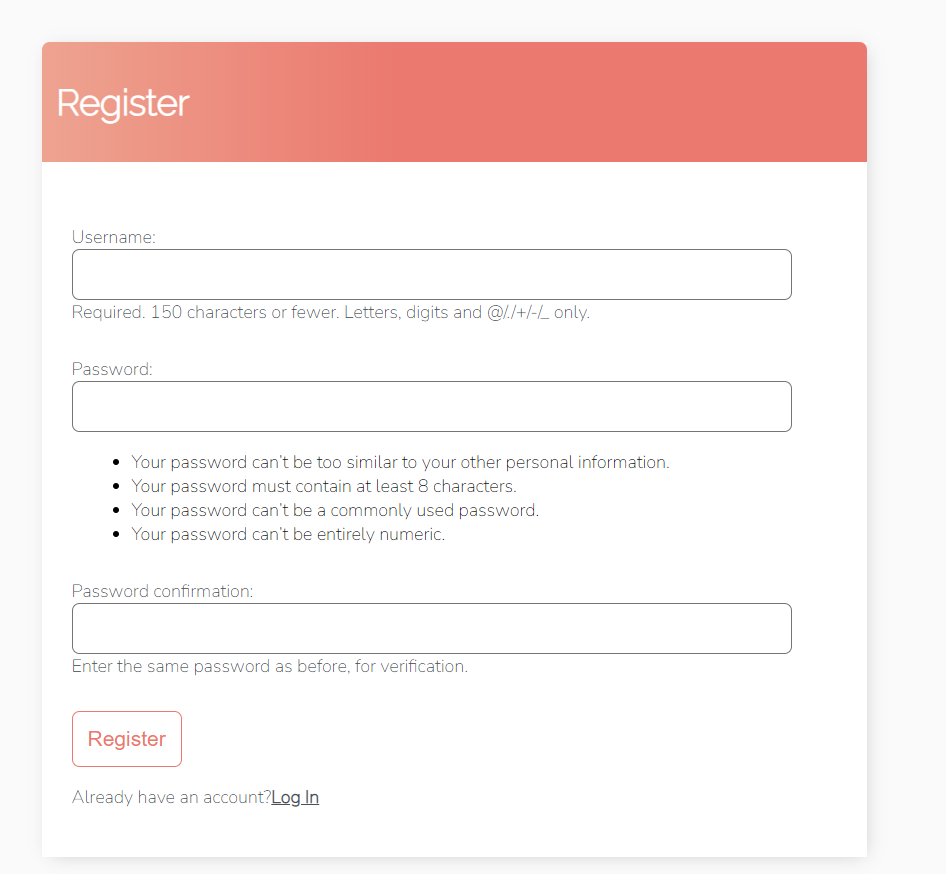 Register
Username:
Required. 150 characters or fewer. Letters, digits and @/./+/-/_ only.
Password:
Your password can't be too similar to your other personal information.
Your password must contain at least 8 characters.
Your password can't be a commonly used password.
Your password can't be entirely numeric.
Password confirmation:
Enter the same password as before, for verification.
Register
Already have an account?Log In